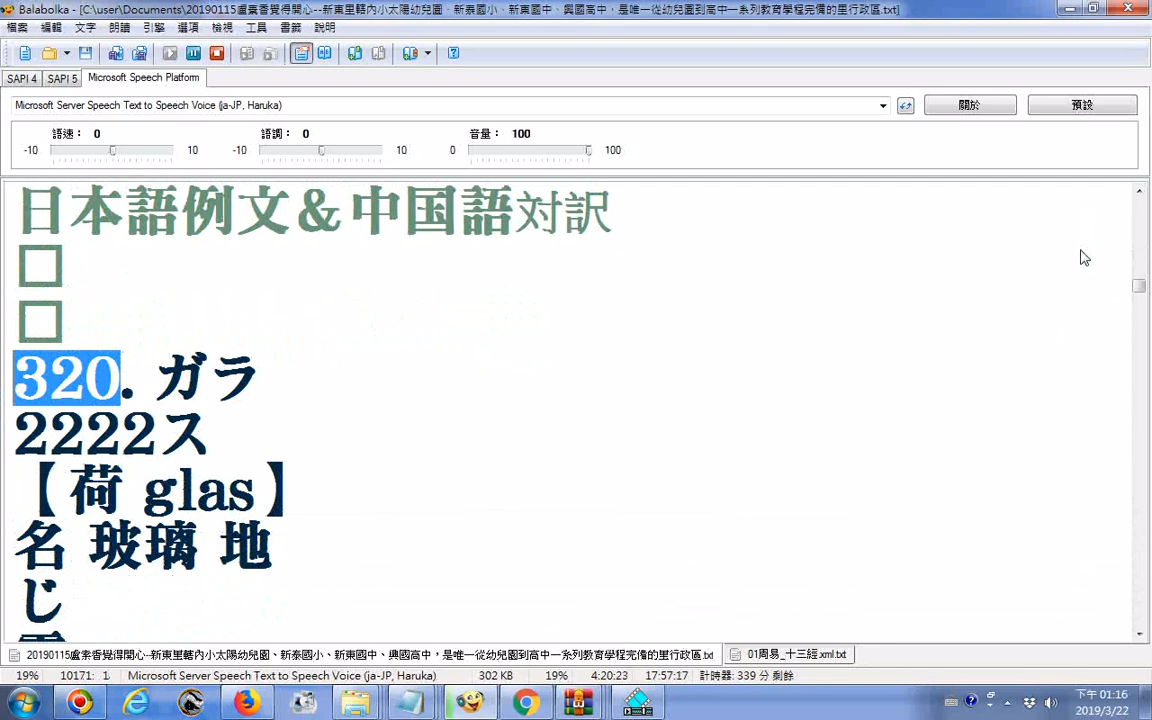 Balabolka - [C:\user\Documents\20190115盧素香覺得開心--新東里轄內小太陽幼兒園、新泰國小、新東國中、興國高中，是唯一從幼兒園到高中一系列教育學程完備的里行政區.txt]
檔案 編輯 文字 朗讀 引擎 選項 檢視 工具 書籤 說明
SAPI 4 SAPI 5 Microsoft Speech Platform
Microsoft Server Speech Text to Speech Voice (ja-JP, Haruka) 關於 預設
語速： 0 語調： 0 音量： 100
-10 10 -10 10 0 100
日本語例文＆中国語対訳
□
□
320. ガラ
2222ス
【荷 glas】
名 玻璃 地
じ
20190115盧素香覺得開心--新東里轄內小太陽幼兒園、新泰國小、新東國中、興國高中，是唯一從幼兒園到高中一系列教育學程完備的里行政區.txt 01周易_十三經.xml.txt
19% 10171: Microsoft Server Speech Text to Speech Voice (ja-JP, Haruka) 302 KB 19% 4:20:23 17:57:17 計時器: 339 分 剩餘
下午 01:16
2019/3/22